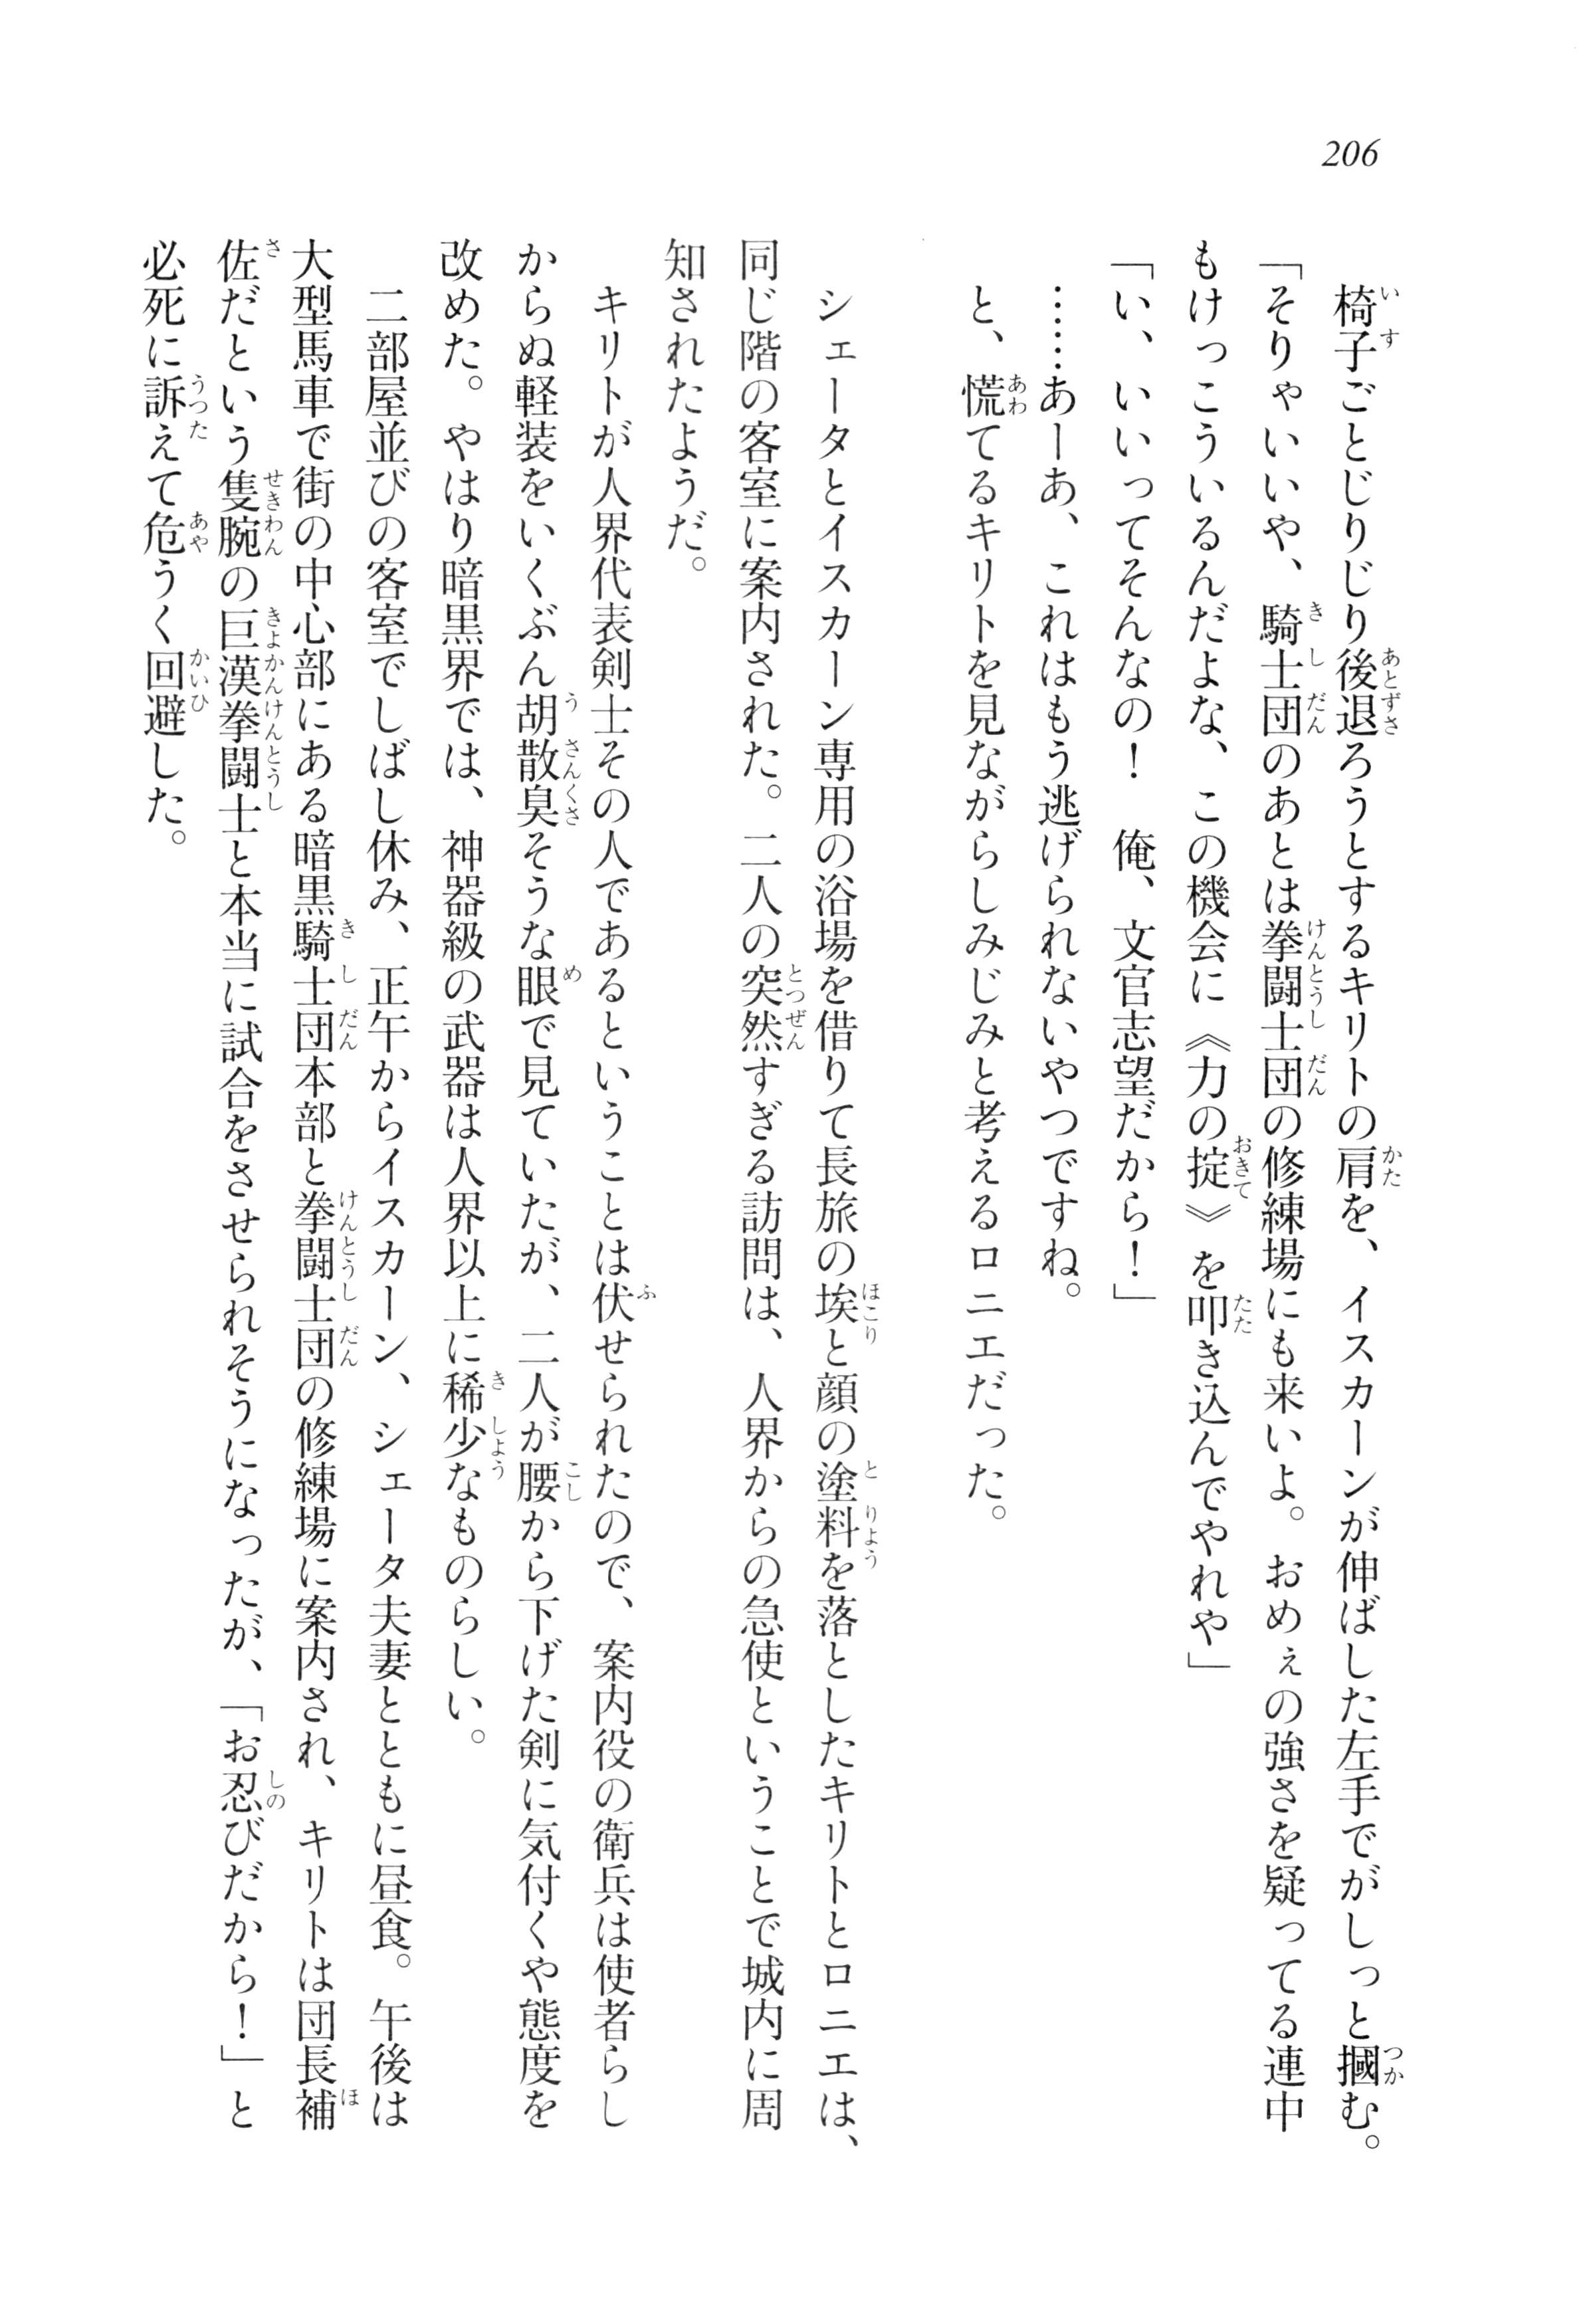 206
椅子ごとじりじり後退ろうとするキリトの肩を、イスカーンが伸ばした左手でがしっと摑む。
「そりゃいいや、騎士団のあとは拳闘士団の修練場にも来いよ。おめぇの強さを疑ってる連中
もけっこういるんだよな、この機会に《力の掟》を叩き込んでやれや」
「い、いいってそんなの！　俺、文官志望だから！」
……あーあ、これはもう逃げられないやつですね。
と、慌てるキリトを見ながらしみじみと考えるロニエだった。
シェータとイスカーン専用の浴場を借りて長旅の埃と顔の塗料を落としたキリトとロニエは、
同じ階の客室に案内された。二人の突然すぎる訪問は、人界からの急使ということで城内に周
知されたようだ。
キリトが人界代表剣士その人であるということは伏せられたので、案内役の衛兵は使者らし
からぬ軽装をいくぶん胡散臭そうな眼で見ていたが、二人が腰から下げた剣に気付くや態度を
改めた。やはり暗黒界では、神器級の武器は人界以上に稀少なものらしい。
二部屋並びの客室でしばし休み、正午からイスカーン、シェータ夫妻とともに昼食。午後は
大型馬車で街の中心部にある暗黒騎士団本部と拳闘士団の修練場に案内され、キリトは団長補
佐だという隻腕の巨漢拳闘士と本当に試合をさせられそうになったが、「お忍びだから！」と
必死に訴えて危うく回避した。